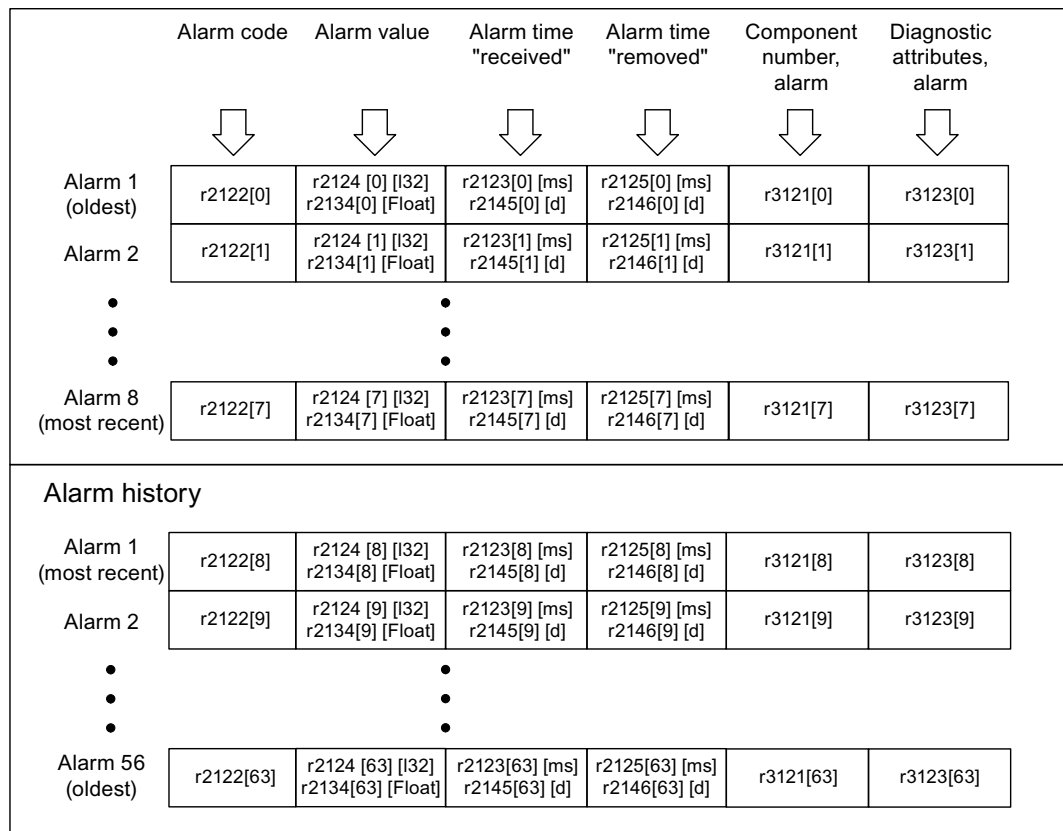 Alarm code Alarm value Alarm time "received" Alarm time "removed" Component number, alarm Diagnostic attributes, alarm
Alarm 1 (oldest)
r2122[0]
r2124 [0] [I32]
r2134[0] [Float]
r2123[0] [ms]
r2145[0] [d]
r2125[0] [ms]
r2146[0] [d]
r3121[0]
r3123[0]
Alarm 2
r2122[1]
r2124 [1] [I32]
r2134[1] [Float]
r2123[1] [ms]
r2145[1] [d]
r2125[1] [ms]
r2146[1] [d]
r3121[1]
r3123[1]
Alarm 8
(most recent)
r2122[7]
r2124 [7] [I32]
r2134[7] [Float]
r2123[7] [ms]
r2145[7] [d]
r2125[7] [ms]
r2146[7] [d]
r3121[7]
r3123[7]
Alarm history
Alarm 1
(most recent)
r2122[8]
r2124 [8] [I32]
r2134[8] [Float]
r2123[8] [ms]
r2145[8] [d]
r2125[8] [ms]
r2146[8] [d]
r3121[8]
r3123[8]
Alarm 2
r2122[9]
r2124 [9] [I32]
r2134[9] [Float]
r2123[9] [ms]
r2145[9] [d]
r2125[9] [ms]
r2146[9] [d]
r3121[9]
r3123[9]
Alarm 56
(oldest)
r2122[63]
r2124 [63] [I32]
r2134[63] [Float]
r2123[63] [ms]
r2145[63] [d]
r2125[63] [ms]
r2146[63] [d]
r3121[63]
r3123[63]